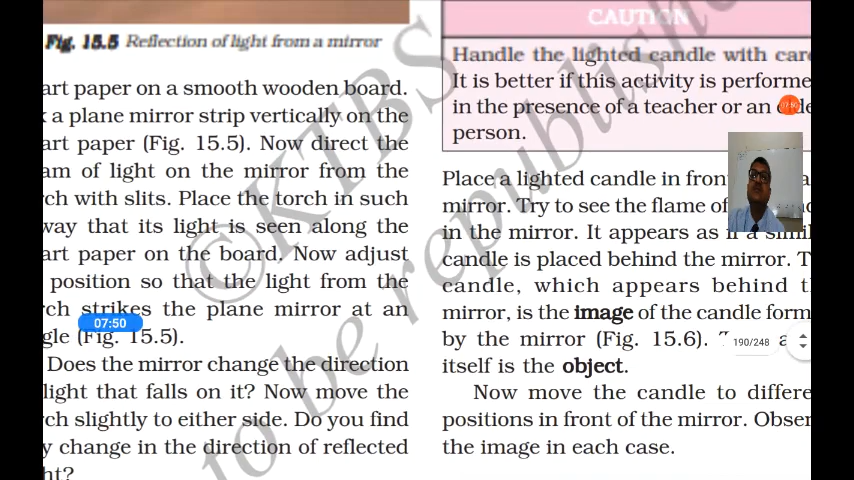 Fig. 15.5 Reflection of light from a mirror
art paper on a smooth wooden board.
a plane mirror strip vertically on the
art paper (Fig. 15.5). Now direct the
am of light on the mirror from the
rch with slits. Place the torch in such
way that its light is seen along the
art paper on the board. Now adjust
position so that the light from the
rch strikes the plane mirror at an
gle (Fig. 15.5).
07:50
Does the mirror change the direction
light that falls on it? Now move the
rch slightly to either side. Do you find
y change in the direction of reflected
ht?
CAUTION
Handle the lighted candle with car
It is better if this activity is performe
in the presence of a teacher or an
person.
07:50
Place a lighted candle in fron
mirror. Try to see the flame of
in the mirror. It appears as if a simi
candle is placed behind the mirror. T
candle, which appears behind t
mirror, is the image of the candle form
by the mirror (Fig. 15.6).
190/248
itself is the object.
Now move the candle to differe
positions in front of the mirror. Obser
the image in each case.
©KTBS
to be republished